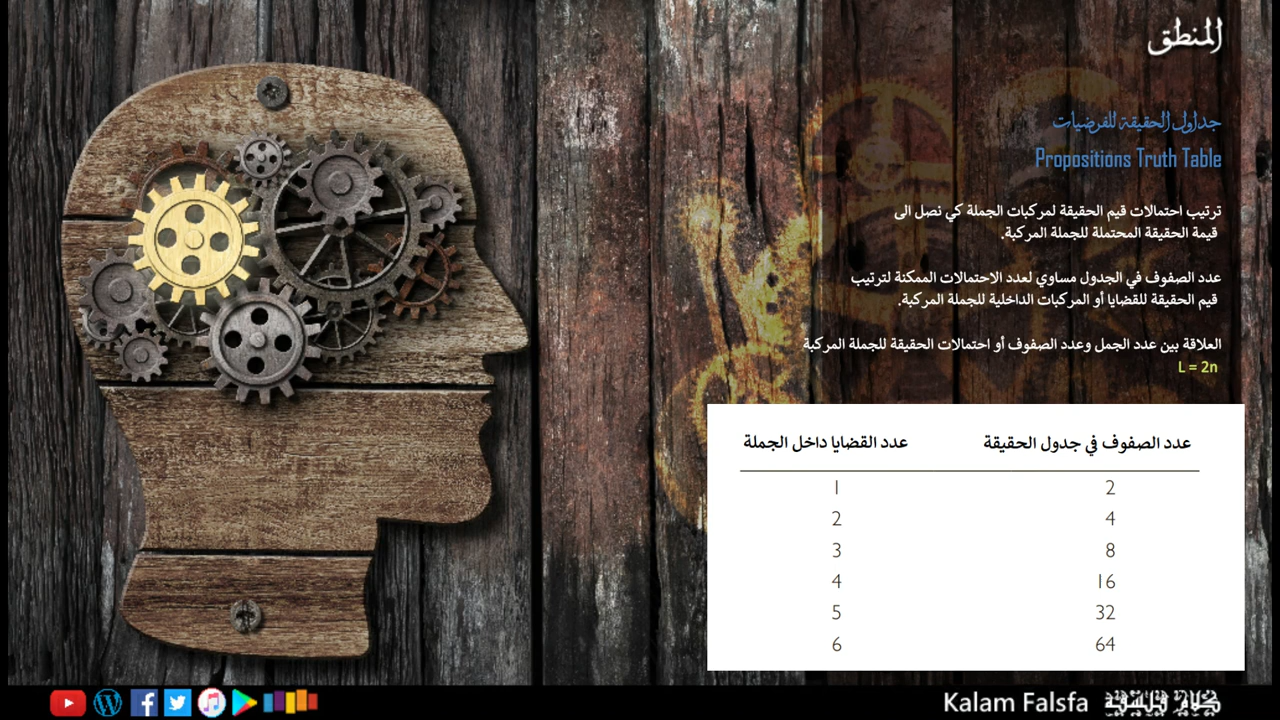 المنطق
جداول الحقيقة للفرضيات
Propositions Truth Table
ترتيب احتمالات قيم الحقيقة لمركبات الجملة كي نصل الى
قيمة الحقيقة المحتملة للجملة المركبة.
عدد الصفوف في الجدول مساوي لعدد الاحتمالات الممكنة لترتيب
قيم الحقيقة للقضايا أو المركبات الداخلية للجملة المركبة.
العلاقة بين عدد الجمل وعدد الصفوف أو احتمالات الحقيقة للجملة المركبة
L = 2n
عدد الصفوف في جدول الحقيقة عدد القضايا داخل الجملة
2 1
4 2
8 3
16 4
32 5
64 6
Kalam Falsfa كلام فلسفة